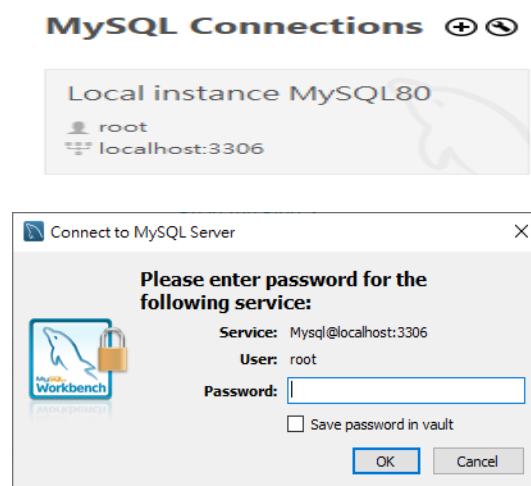 MySQL Connections
Local instance MySQL80
root
localhost:3306
Connect to MySQL Server
Please enter password for the
following service:
Service: Mysql@localhost:3306
User: root
Password:
MySQL
Workbench
Save password in vault
OK Cancel